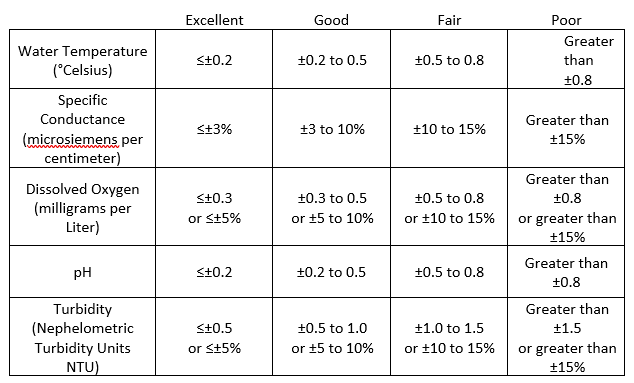 Excellent Good Fair Poor
Water Temperature
(°Celsius)
≤±0.2
±0.2 to 0.5
±0.5 to 0.8
Greater
than
±0.8
Specific
Conductance
(microsiemens per
centimeter)
≤±3%
±3 to 10%
±10 to 15%
Greater than
±15%
Dissolved Oxygen
(milligrams per
Liter)
≤±0.3
or ≤±5%
±0.3 to 0.5
or ±5 to 10%
±0.5 to 0.8
or ±10 to 15%
Greater than
±0.8
or greater than
±15%
pH
≤±0.2
±0.2 to 0.5
±0.5 to 0.8
Greater than
±0.8
Turbidity
(Nephelometric
Turbidity Units
NTU)
≤±0.5
or ≤±5%
±0.5 to 1.0
or ±5 to 10%
±1.0 to 1.5
or ±10 to 15%
Greater than
±1.5
or greater than
±15%